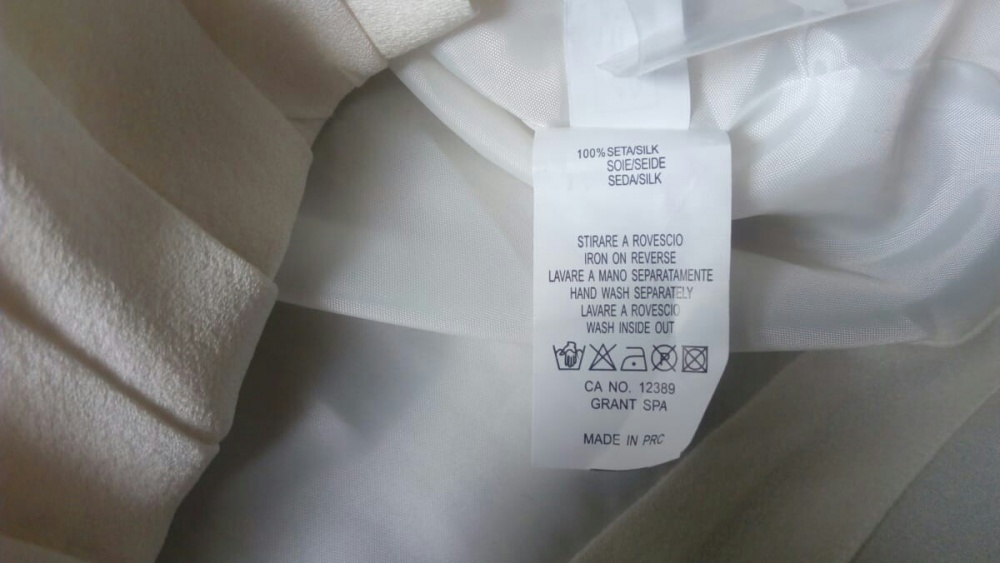 100% SETA/SILK
SOIE/SEIDE
SEDA/SILK
STIRARE A ROVESCIO
IRON ON REVERSE
LAVARE A MANO SEPARATAMENTE
HAND WASH SEPARATELY
LAVARE A ROVESCIO
WASH INSIDE OUT
P
CA NO. 12389
GRANT SPA
MADE IN PRC